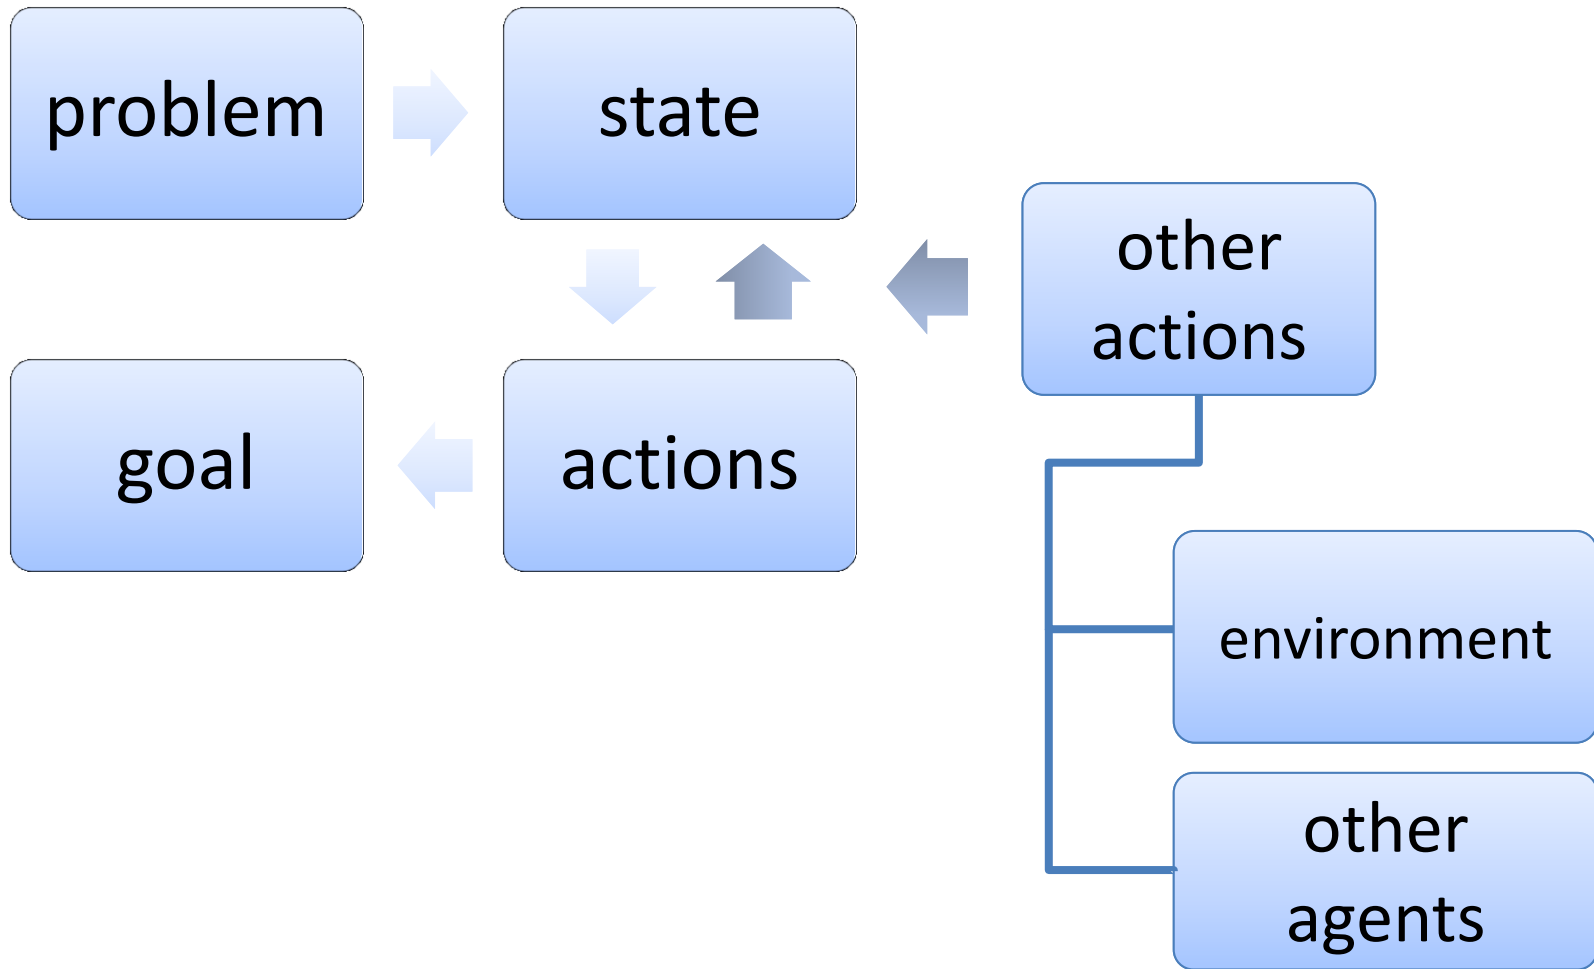 problem
state
other
actions
goal
actions
environment
other
agents